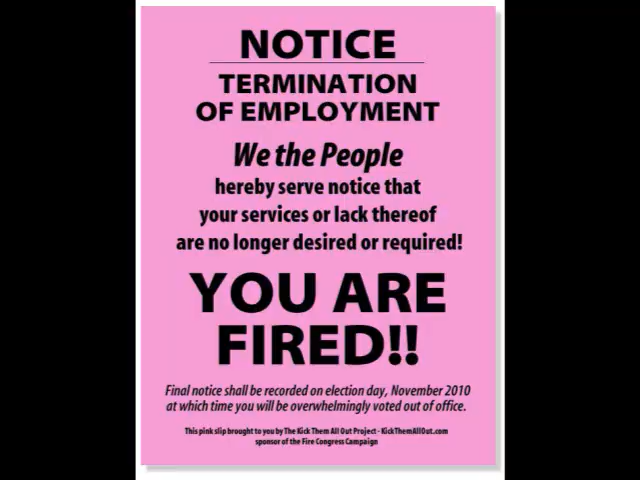 NOTICE
TERMINATION
OF EMPLOYMENT
We the People
hereby serve notice that
your services or lack thereof
are no longer desired or required!
YOU ARE
FIRED!!
Final notice shall be recorded on election day, November 2010
at which time you will be overwhelmingly voted out of office.
This pink slip brought to you by The Kick Them All Out Project - KickThemAllOut.com
sponsor of the Fire Congress Campaign